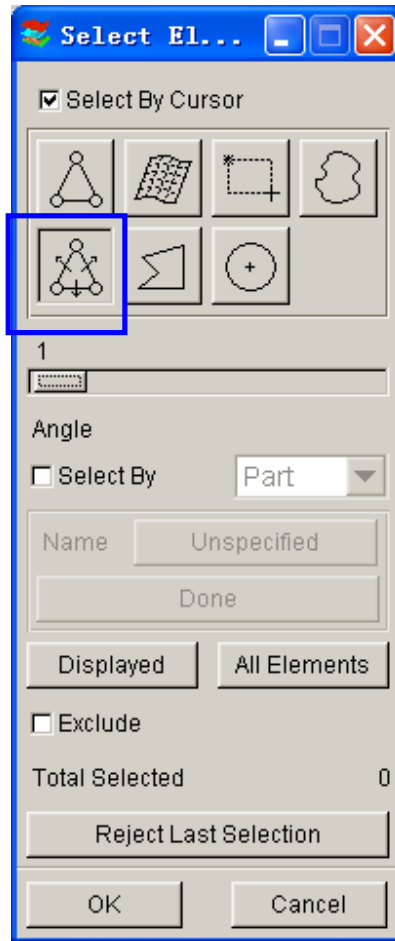 Select El...
Select By Cursor
1
Angle
Select By Part
Name Unspecified
Done
Displayed All Elements
Exclude
Total Selected 0
Reject Last Selection
OK Cancel